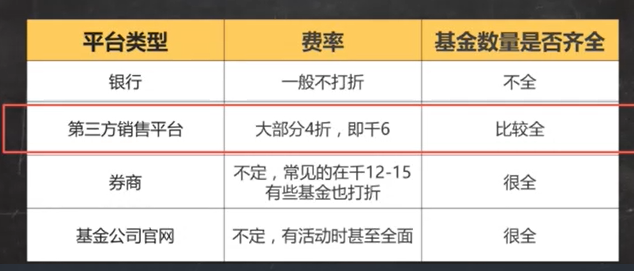 平台类型 费率 基金数量是否齐全
银行 一般不打折 不全
第三方销售平台 大部分4折，即千6 比较全
券商 不定，常见的在千12-15 很全
有些基金也打折
基金公司官网 不定，有活动时甚至全面 很全